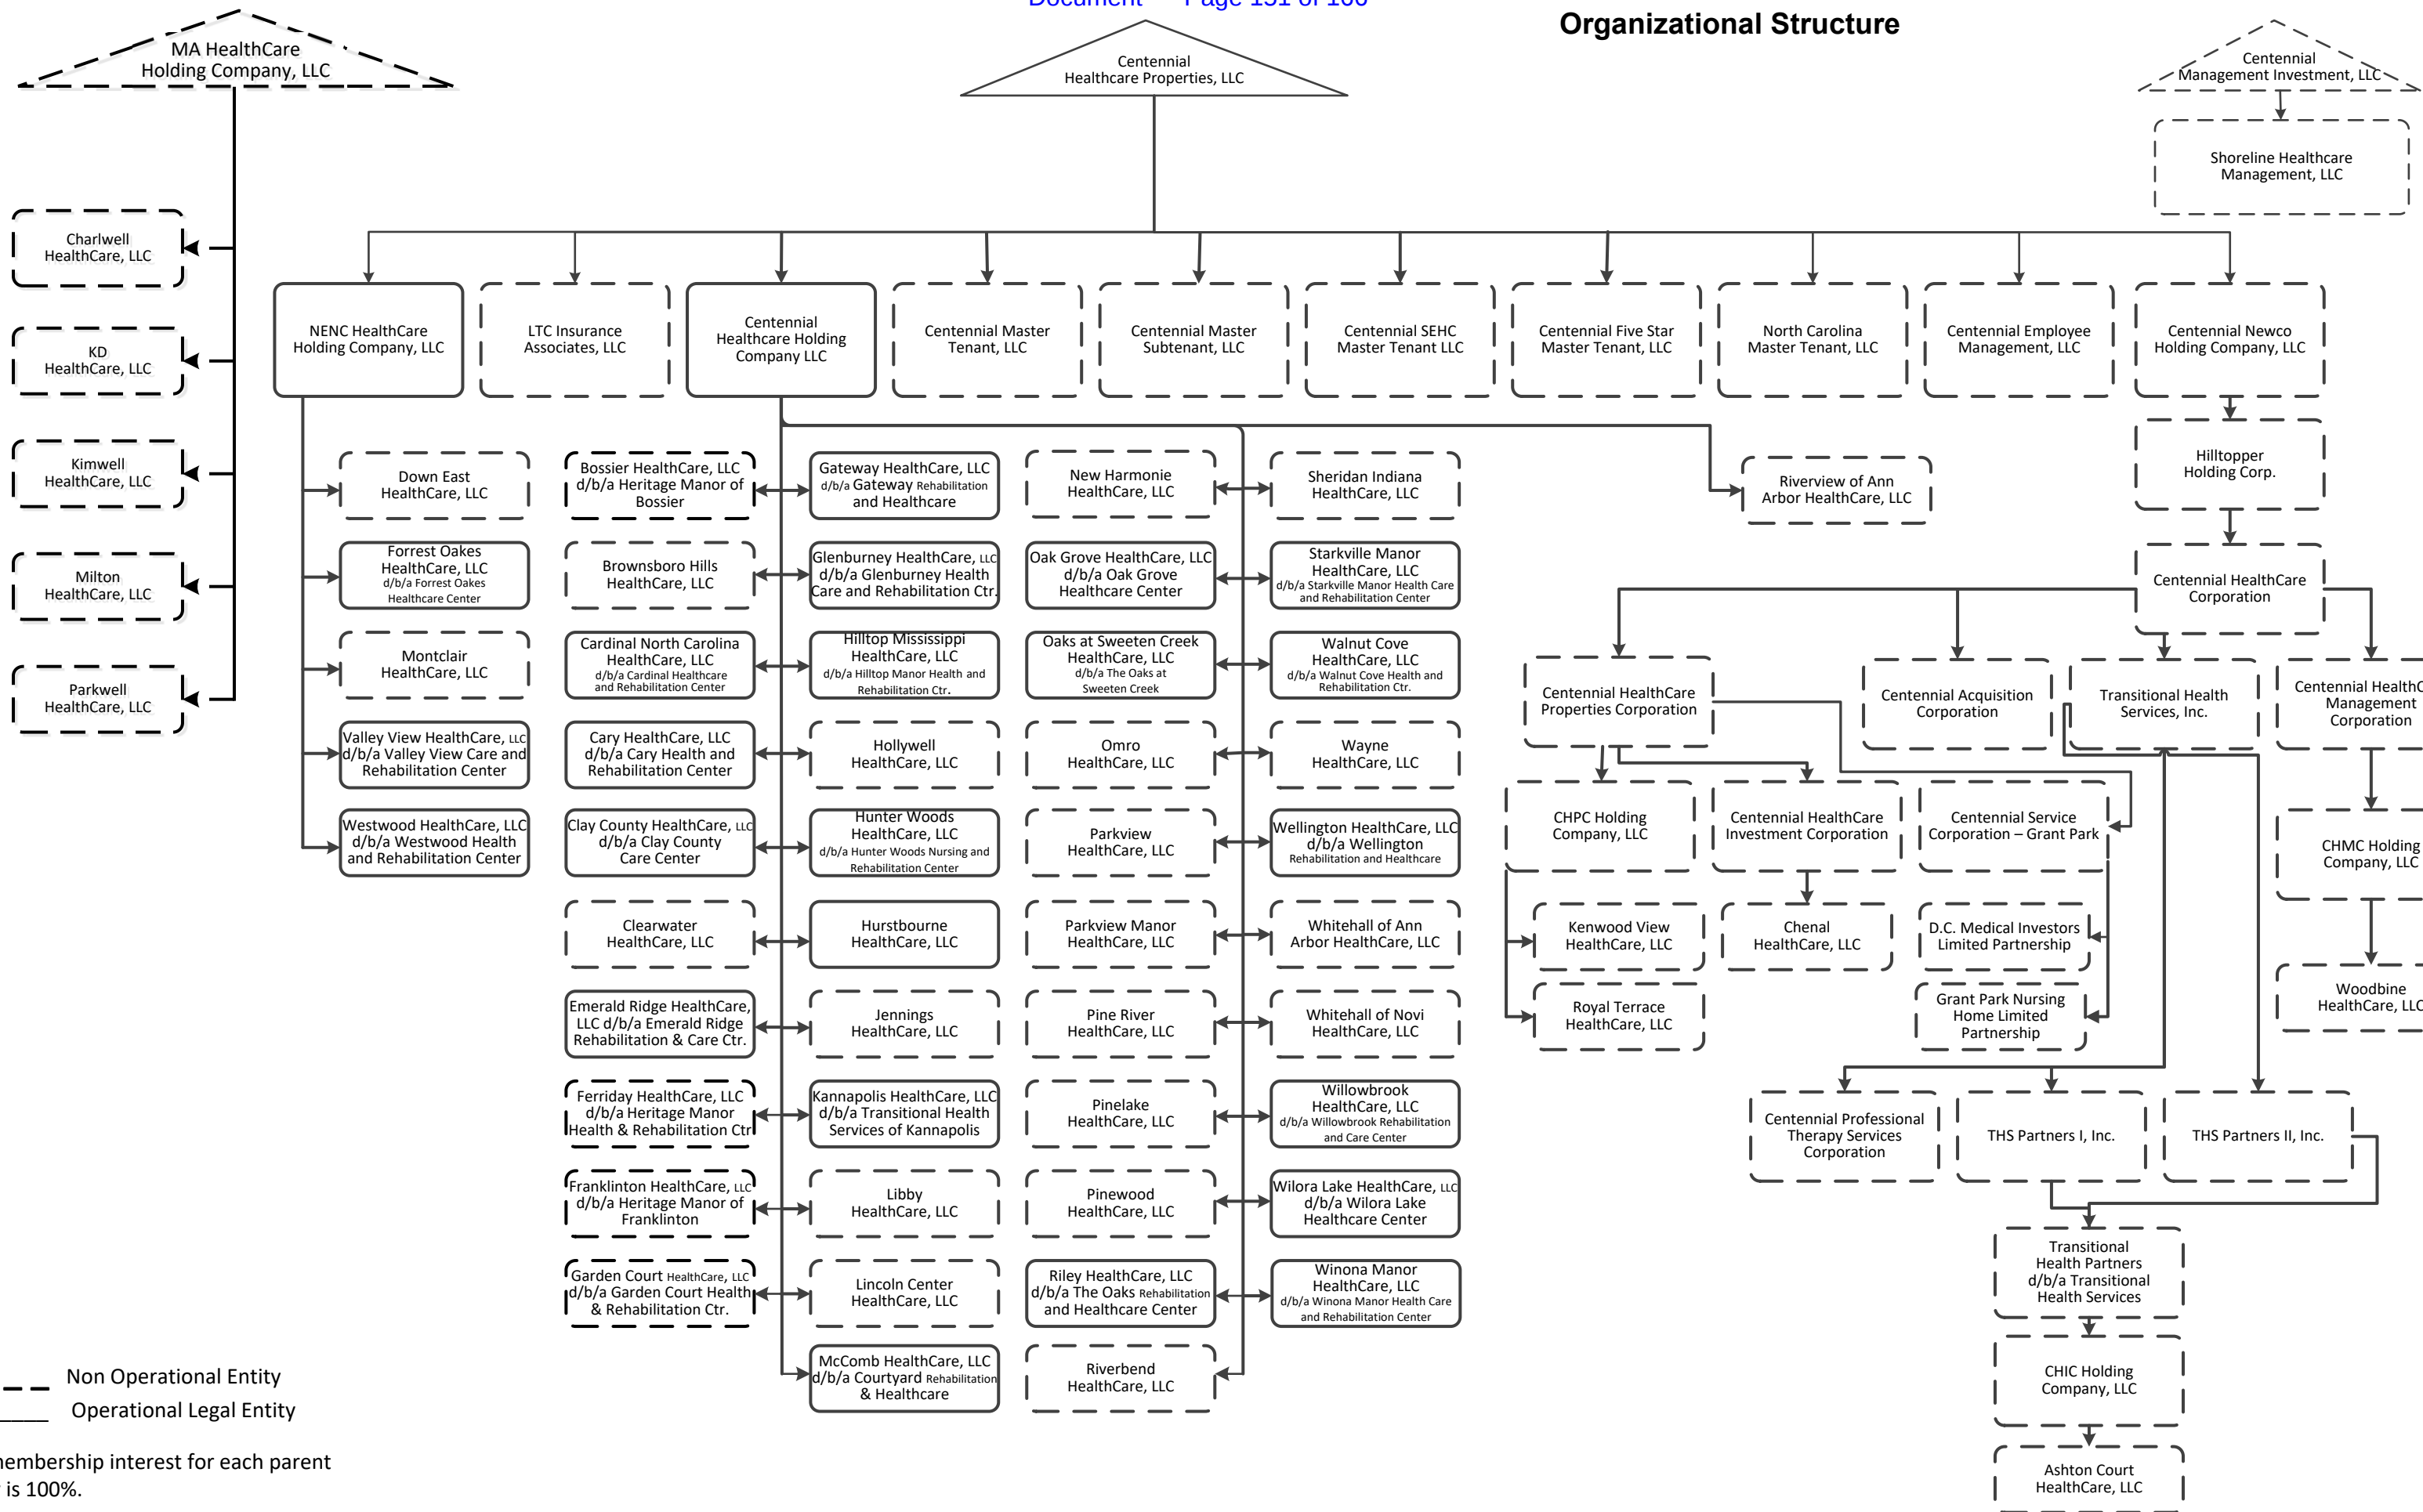 Document Page 151 of 166
Organizational Structure
MA HealthCare
Holding Company, LLC
Centennial
Healthcare Properties, LLC
Centennial
Management Investment, LLC
Shoreline Healthcare
Management, LLC
Charlwell
HealthCare, LLC
KD
HealthCare, LLC
Kimwell
HealthCare, LLC
Milton
HealthCare, LLC
Parkwell
HealthCare, LLC
NENC HealthCare
Holding Company, LLC
LTC Insurance
Associates, LLC
Centennial
Healthcare Holding
Company LLC
Centennial Master
Tenant, LLC
Centennial Master
Subtenant, LLC
Centennial SEHC
Master Tenant LLC
Centennial Five Star
Master Tenant, LLC
North Carolina
Master Tenant, LLC
Centennial Employee
Management, LLC
Centennial Newco
Holding Company, LLC
Down East
HealthCare, LLC
Forrest Oakes
HealthCare, LLC
d/b/a Forrest Oakes
Healthcare Center
Montclair
HealthCare, LLC
Valley View HealthCare, LLC
d/b/a Valley View Care and
Rehabilitation Center
Westwood HealthCare, LLC
d/b/a Westwood Health
and Rehabilitation Center
Bossier HealthCare, LLC
d/b/a Heritage Manor of
Bossier
Brownsboro Hills
HealthCare, LLC
Cardinal North Carolina
HealthCare, LLC
d/b/a Cardinal Healthcare
and Rehabilitation Center
Cary HealthCare, LLC
d/b/a Cary Health and
Rehabilitation Center
Clay County HealthCare, LLC
d/b/a Clay County
Care Center
Clearwater
HealthCare, LLC
Emerald Ridge HealthCare,
LLC d/b/a Emerald Ridge
Rehabilitation & Care Ctr.
Ferriday HealthCare, LLC
d/b/a Heritage Manor
Health & Rehabilitation Ctr
Franklinton HealthCare, LLC
d/b/a Heritage Manor of
Franklinton
Garden Court HealthCare, LLC
d/b/a Garden Court Health
& Rehabilitation Ctr.
Gateway HealthCare, LLC
d/b/a Gateway Rehabilitation
and Healthcare
Glenburney HealthCare, LLC
d/b/a Glenburney Health
Care and Rehabilitation Ctr.
Hilltop Mississippi
HealthCare, LLC
d/b/a Hilltop Manor Health and
Rehabilitation Ctr.
Hollywell
HealthCare, LLC
Hunter Woods
HealthCare, LLC
d/b/a Hunter Woods Nursing and
Rehabilitation Center
Hurstbourne
HealthCare, LLC
Jennings
HealthCare, LLC
Kannapolis HealthCare, LLC
d/b/a Transitional Health
Services of Kannapolis
Libby
HealthCare, LLC
Lincoln Center
HealthCare, LLC
McComb HealthCare, LLC
d/b/a Courtyard Rehabilitation
& Healthcare
New Harmonie
HealthCare, LLC
Oak Grove HealthCare, LLC
d/b/a Oak Grove
Healthcare Center
Oaks at Sweeten Creek
HealthCare, LLC
d/b/a The Oaks at
Sweeten Creek
Omro
HealthCare, LLC
Parkview
HealthCare, LLC
Parkview Manor
HealthCare, LLC
Pine River
HealthCare, LLC
Pinelake
HealthCare, LLC
Pinewood
HealthCare, LLC
Riley HealthCare, LLC
d/b/a The Oaks Rehabilitation
and Healthcare Center
Riverbend
HealthCare, LLC
Sheridan Indiana
HealthCare, LLC
Starkville Manor
HealthCare, LLC
d/b/a Starkville Manor Health Care
and Rehabilitation Center
Walnut Cove
HealthCare, LLC
d/b/a Walnut Cove Health and
Rehabilitation Ctr.
Wayne
HealthCare, LLC
Wellington HealthCare, LLC
d/b/a Wellington
Rehabilitation and Healthcare
Whitehall of Ann
Arbor HealthCare, LLC
Whitehall of Novi
HealthCare, LLC
Willowbrook
HealthCare, LLC
d/b/a Willowbrook Rehabilitation
and Care Center
Wilora Lake HealthCare, LLC
d/b/a Wilora Lake
Healthcare Center
Winona Manor
HealthCare, LLC
d/b/a Winona Manor Health Care
and Rehabilitation Center
Riverview of Ann
Arbor HealthCare, LLC
Hilltopper
Holding Corp.
Centennial HealthCare
Corporation
Centennial HealthCare
Properties Corporation
Centennial Acquisition
Corporation
Transitional Health
Services, Inc.
Centennial HealthC
Management
Corporation
CHPC Holding
Company, LLC
Centennial HealthCare
Investment Corporation
Centennial Service
Corporation – Grant Park
CHMC Holding
Company, LLC
Kenwood View
HealthCare, LLC
Chenal
HealthCare, LLC
D.C. Medical Investors
Limited Partnership
Royal Terrace
HealthCare, LLC
Grant Park Nursing
Home Limited
Partnership
Woodbine
HealthCare, LLC
Centennial Professional
Therapy Services
Corporation
THS Partners I, Inc.
THS Partners II, Inc.
Transitional
Health Partners
d/b/a Transitional
Health Services
CHIC Holding
Company, LLC
Ashton Court
HealthCare, LLC
Non Operational Entity
Operational Legal Entity
membership interest for each parent
is 100%.